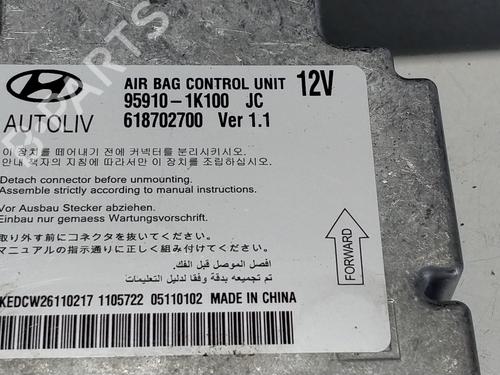 B-PARTS
AIR BAG CONTROL UNIT 12V
95910-1K100 JC
AUTOLIV 618702700 Ver 1.1
이 장치를 떼어내기 전에 커넥터를 분리시키시오.
안내 책자의 지침에 따라서만 이 장치를 조립하십시오.
Detach connector before unmounting.
Assemble strictly according to manual instructions.
Vor Ausbau Stecker abziehen.
Einbau nur gemaess Wartungsvorschrift.
取り外す前にコネクタを抜いてください。
マニュアルの指示通りに正しく組み付けてください。
افصل الموصل قبل الفك.
تم تجميعه بدقة وفقا لدليل التعليمات
FORWARD
KEDCW26110217 1105722 05110102 MADE IN CHINA